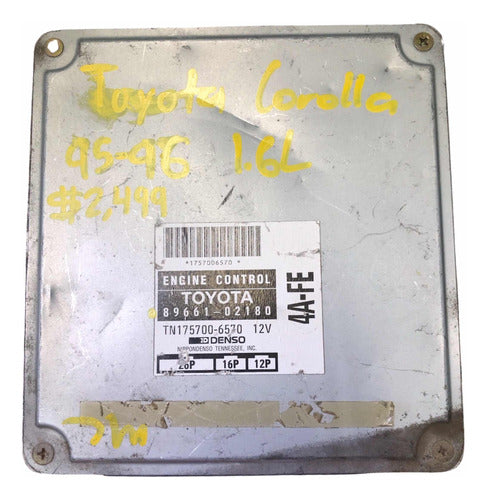 Toyota Corolla
95-96 1.6L
$2,499
*1757006570*
ENGINE CONTROL
TOYOTA
89661-02180
4A-FE
TN175700-6570 12V
DENSO
NIPPONDENSO TENNESSEE, INC.
26P 16P 12P